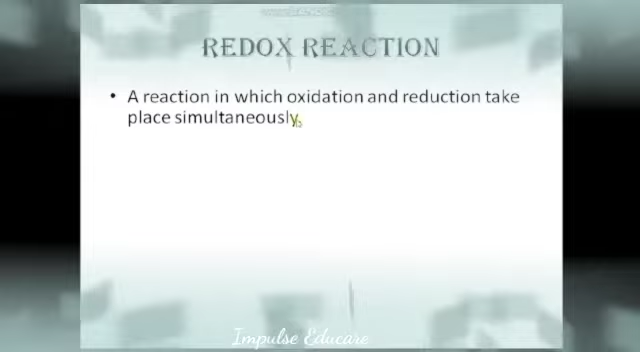 REDOX REACTION
• A reaction in which oxidation and reduction take
place simultaneously
Impulse Educare